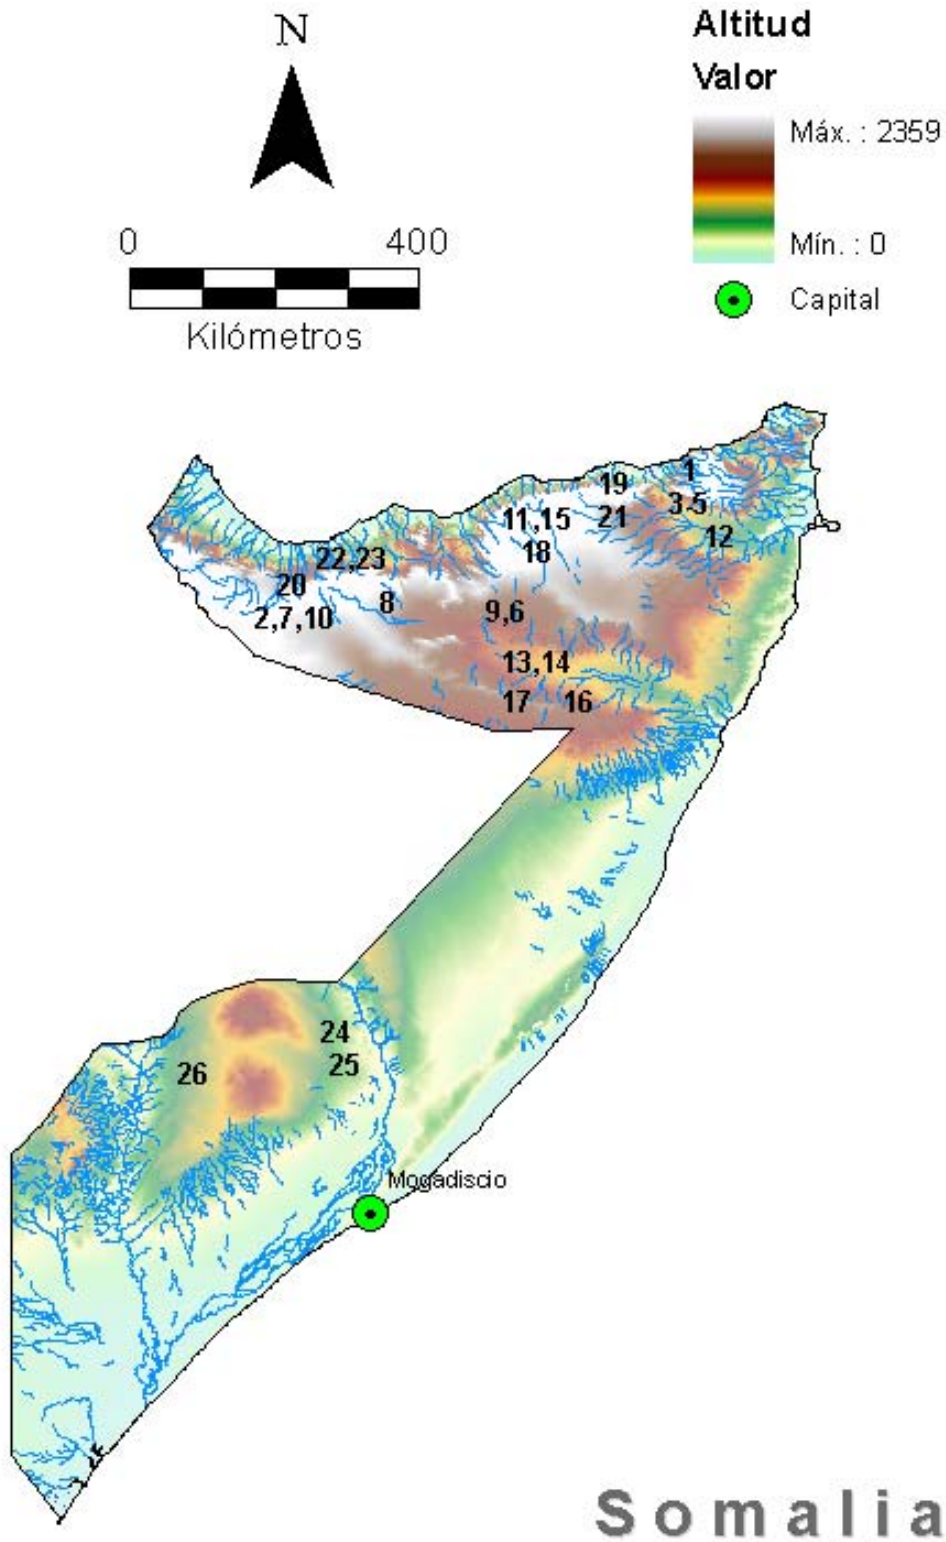 N
Altitud
Valor
Máx. : 2359
Mín. : 0
Capital
0 400
Kilómetros
1
19
3-5
11,15
21
12
18
22,23
20
8
2,7,10
9,6
13,14
17
16
24
25
26
Mogadiscio
Somalia